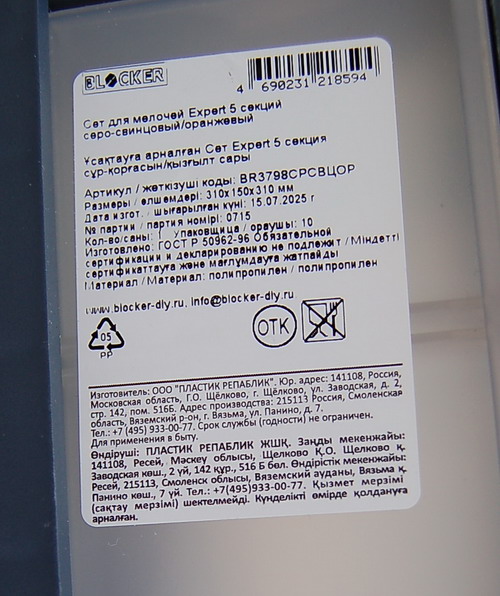 BLOCKER
4 690231 218594
Сет для мелочей Expert 5 секций
серо-свинцовый/оранжевый
Ұсақтауға арналған Сет Expert 5 секция
сұр-қорғасын/қызғылт сары
Артикул / жеткізуші коды: BR3798СРСВЦОР
Размеры / өлшемдері: 310x150x310 мм
Дата изгот. / шығарылған күні: 15.07.2025 г
№ партии / партия номірі: 0715
Кол-во/саны: 1 Упаковщица / ораушы: 10
Изготовлено: ГОСТ Р 50962-96 Обязательной
сертификации и декларированию не подлежит / Міндетті
сертификаттауға және мағлұмдауға жатпайды
Материал / Материал: полипропилен / полипропилен
www.blocker-diy.ru, info@blocker-diy.ru
05
PP
ОТК
Изготовитель: ООО "ПЛАСТИК РЕПАБЛИК". Юр. адрес: 141108, Россия,
Московская область, Г.О. Щёлково, г. Щёлково, ул. Заводская, д. 2,
стр. 142, пом. 516Б. Адрес производства: 215113 Россия, Смоленская
область, Вяземский р-он, г. Вязьма, ул. Панино, д. 7.
Тел.: +7 (495) 933-00-77. Срок службы (годности) не ограничен.
Для применения в быту.
Өндіруші: ПЛАСТИК РЕПАБЛИК ЖШҚ. Заңды мекенжайы:
141108, Ресей, Мәскеу облысы, Щелково Қ.О. Щелково қ.
Заводская көш., 2 үй, 142 құр., 516 Б бөл. Өндірістік мекенжайы:
Ресей, 215113, Смоленск облысы, Вяземский ауданы, Вязьма қ.
Панино көш., 7 үй. Тел.: +7(495)933-00-77. Қызмет мерзімі
(сақтау мерзімі) шектелмейді. Күнделікті өмірде қолдануға
арналған.